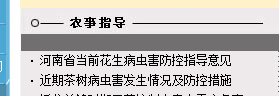 农事指导
· 河南省当前花生病虫害防控指导意见
· 近期茶树病虫害发生情况及防控措施